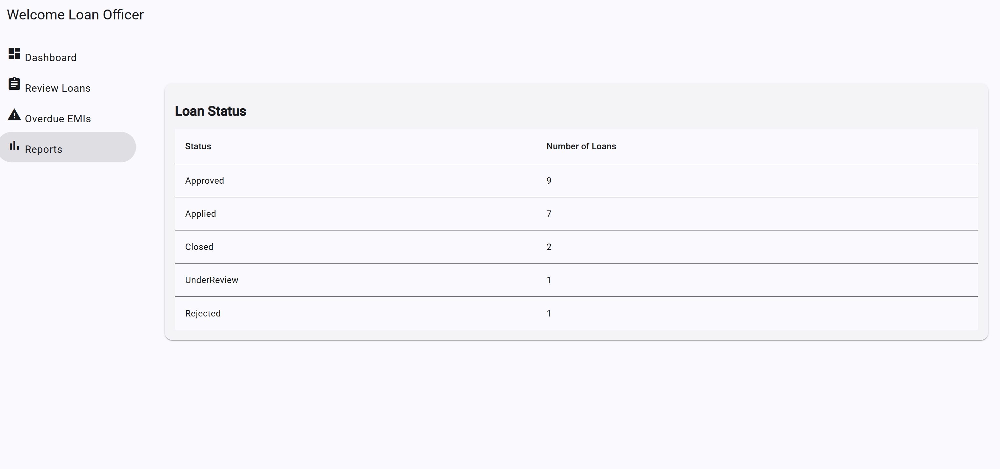 Welcome Loan Officer
Dashboard
Review Loans
Overdue EMIs
Reports
Loan Status
Status Number of Loans
Approved 9
Applied 7
Closed 2
UnderReview 1
Rejected 1